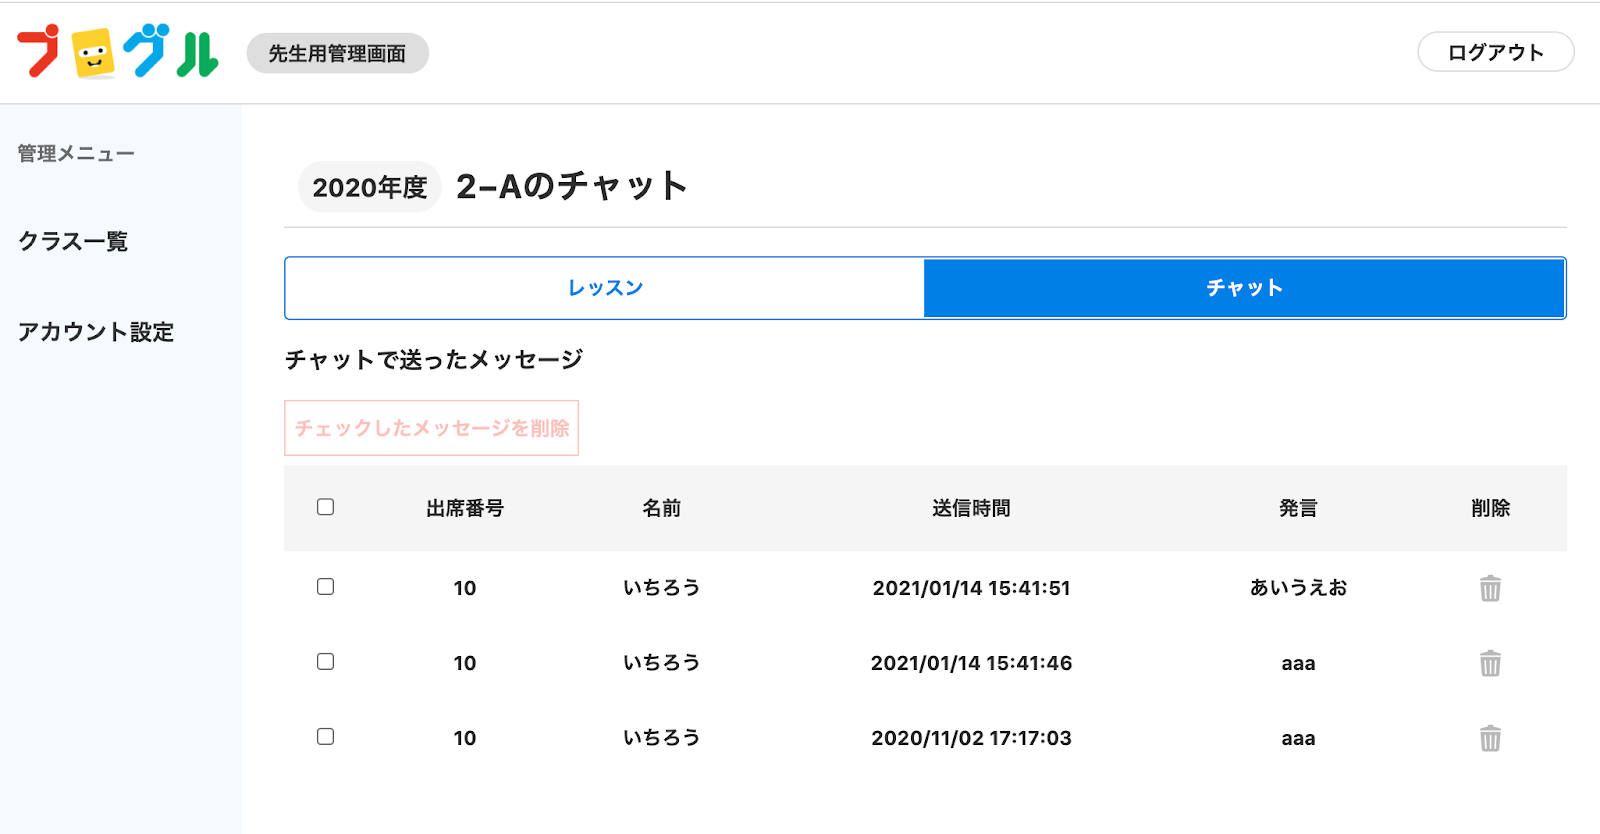 プログル 先生用管理画面 ログアウト
管理メニュー
クラス一覧
アカウント設定
2020年度 2–Aのチャット
レッスン チャット
チャットで送ったメッセージ
チェックしたメッセージを削除
出席番号 名前 送信時間 発言 削除
10 いちろう 2021/01/14 15:41:51 あいうえお
10 いちろう 2021/01/14 15:41:46 aaa
10 いちろう 2020/11/02 17:17:03 aaa